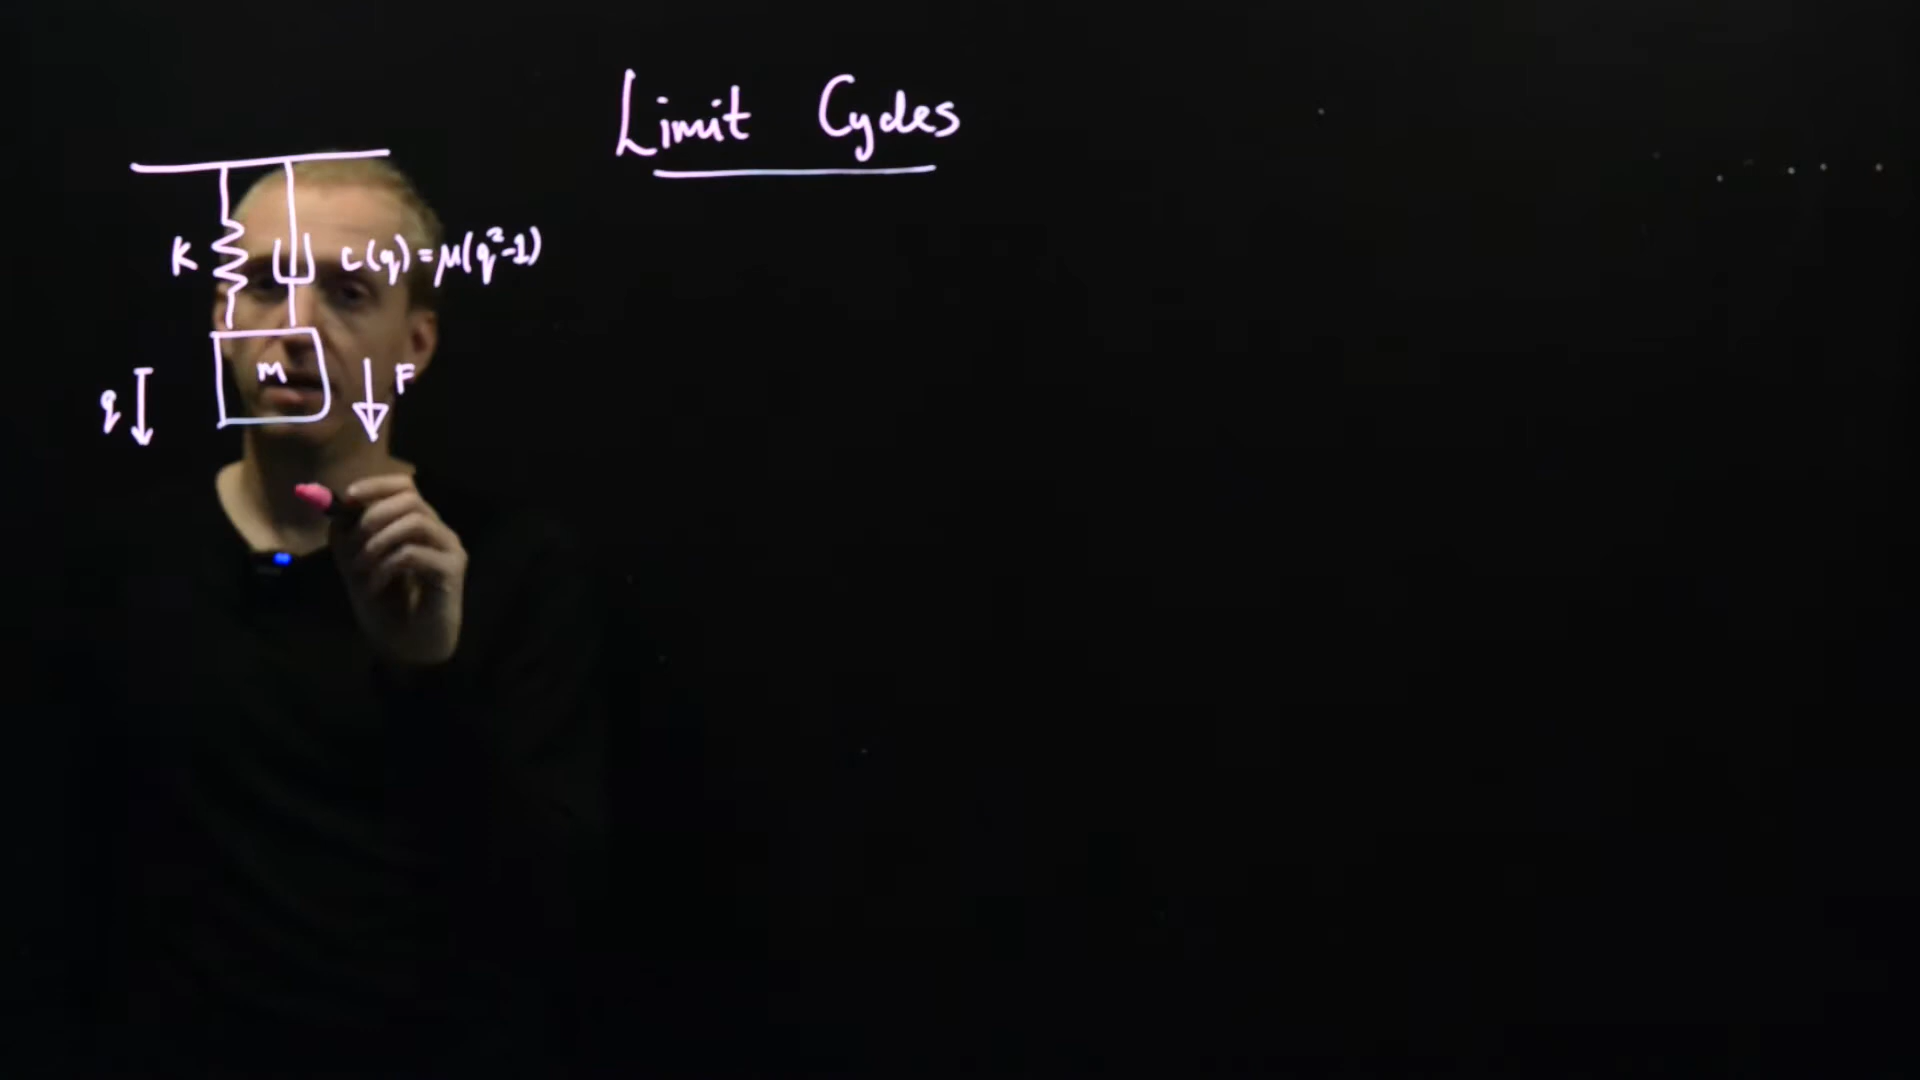 Limit Cycles
K c(q) = μ(q²-1)
m
q F